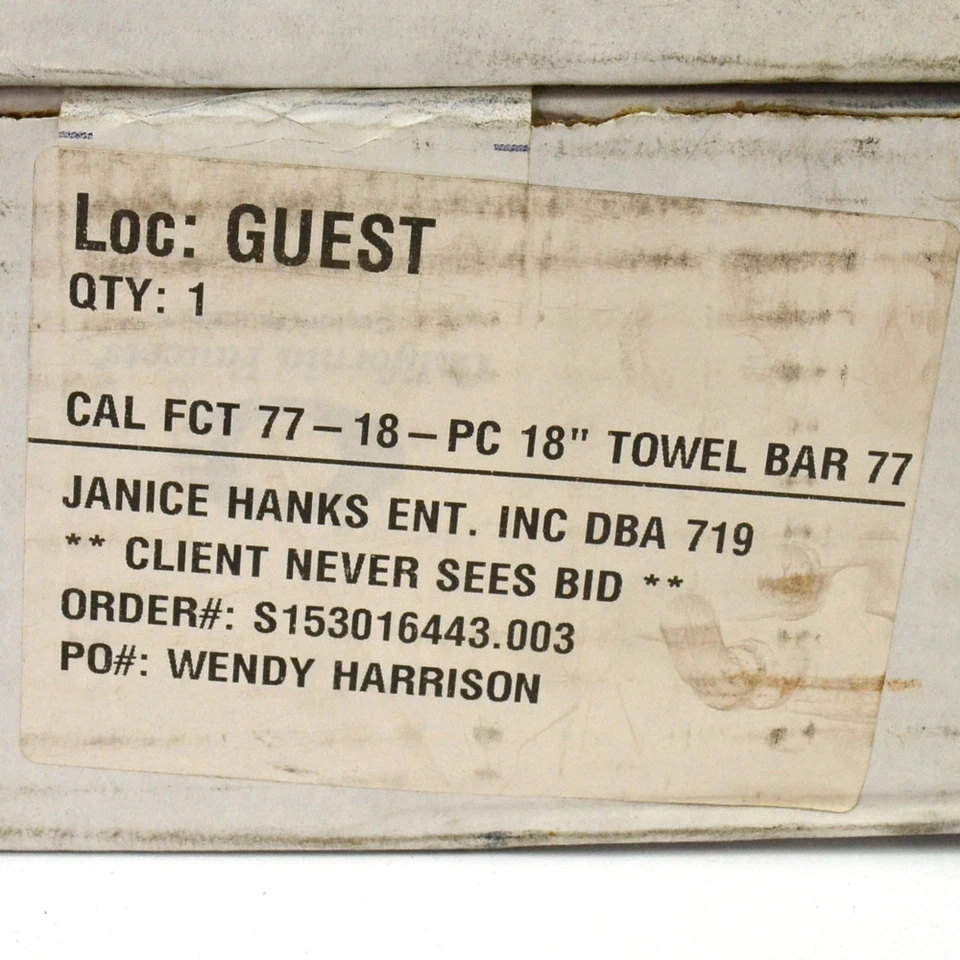 Loc: GUEST
QTY: 1
CAL FCT 77-18-PC 18" TOWEL BAR 77
JANICE HANKS ENT. INC DBA 719
** CLIENT NEVER SEES BID **
ORDER#: S153016443.003
PO#: WENDY HARRISON